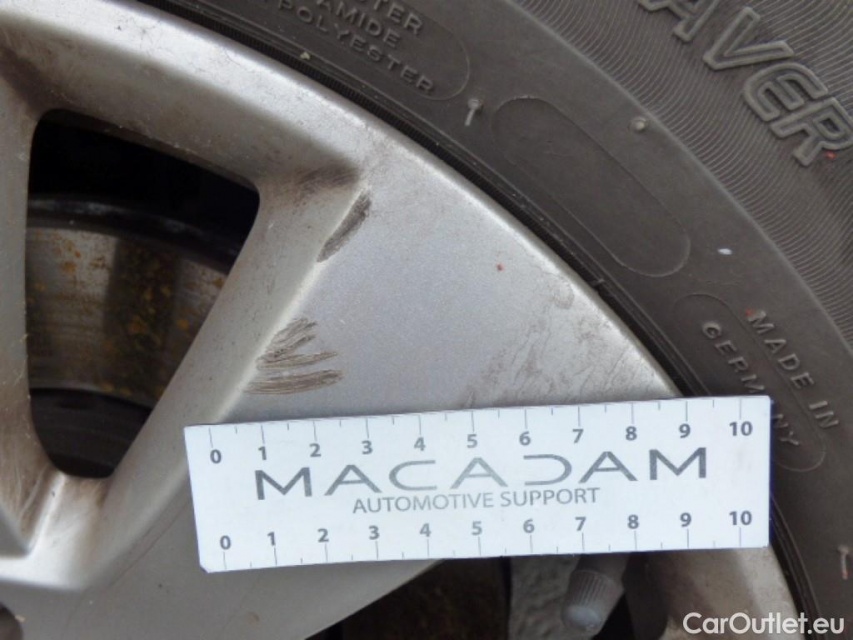 POLYESTER
AVER
MADE IN
GERMANY
0 1 2 3 4 5 6 7 8 9 10
MACADAM
AUTOMOTIVE SUPPORT
0 1 2 3 4 5 6 7 8 9 10
CarOutlet.eu